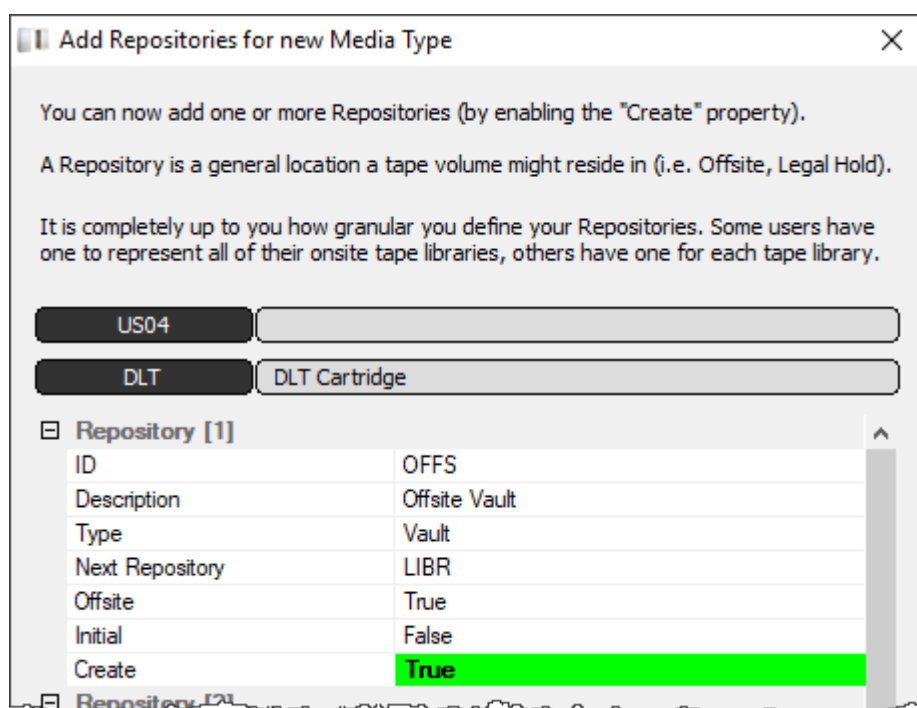 Add Repositories for new Media Type
You can now add one or more Repositories (by enabling the "Create" property).
A Repository is a general location a tape volume might reside in (i.e. Offsite, Legal Hold).
It is completely up to you how granular you define your Repositories. Some users have
one to represent all of their onsite tape libraries, others have one for each tape library.
US04
DLT DLT Cartridge
Repository [1]
ID OFFS
Description Offsite Vault
Type Vault
Next Repository LIBR
Offsite True
Initial False
Create True
Repository [2]